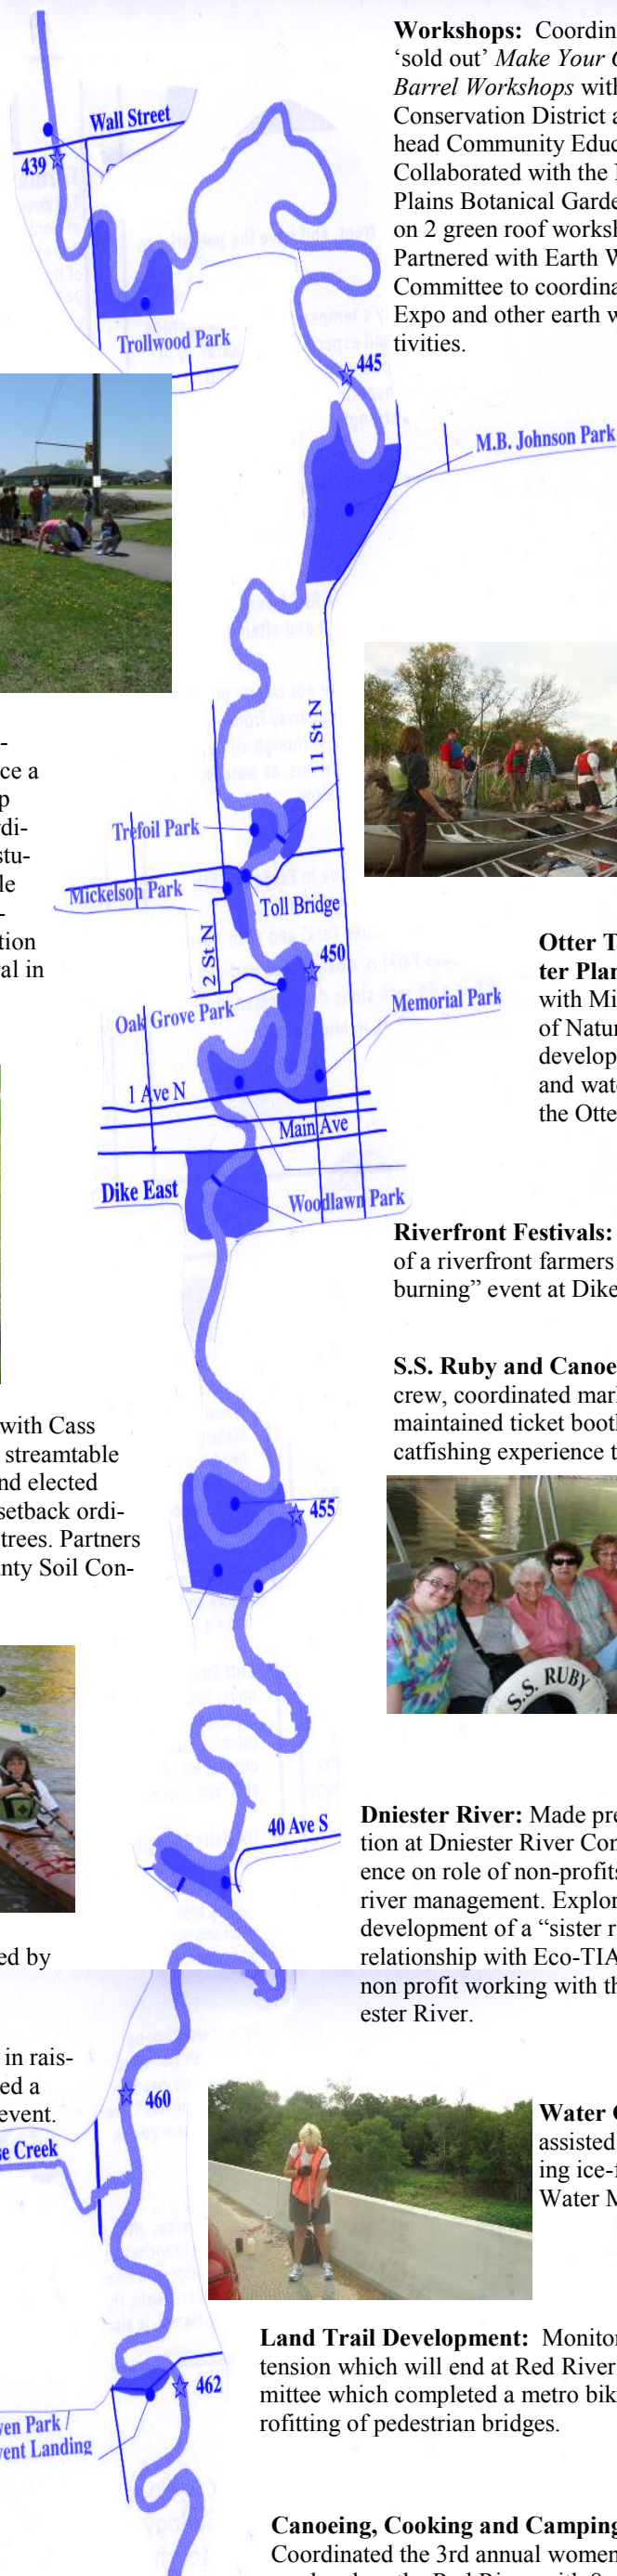 Workshops: Coordin
‘sold out’ Make Your O
Barrel Workshops with
Conservation District a
head Community Educ
Collaborated with the
Plains Botanical Garde
on 2 green roof worksh
Partnered with Earth W
Committee to coordina
Expo and other earth w
tivities.
Wall Street
439
Trollwood Park
445
M.B. Johnson Park
11 St N
-
ce a
p
di-
stu-
le
-
tion
al in
Trefoil Park
Mickelson Park
Toll Bridge
2 St N
450
Oak Grove Park
Memorial Park
1 Ave N
Main Ave
Dike East
Woodlawn Park
Otter T
ter Plan
with Mi
of Natur
develop
and wate
the Otte
Riverfront Festivals:
of a riverfront farmers
burning” event at Dike
S.S. Ruby and Canoe
crew, coordinated mar
maintained ticket booth
catfishing experience t
with Cass
streamtable
nd elected
setback ordi-
trees. Partners
nty Soil Con-
455
S.S. RUBY
40 Ave S
Dniester River: Made pre
tion at Dniester River Con
ence on role of non-profits
river management. Explor
development of a “sister r
relationship with Eco-TIA
non profit working with th
ester River.
ed by
in rais-
ed a
event.
460
se Creek
Water
assisted
ing ice-f
Water M
Land Trail Development: Monitor
tension which will end at Red River
mittee which completed a metro bik
rofitting of pedestrian bridges.
462
ven Park /
vent Landing
Canoeing, Cooking and Camping
Coordinated the 3rd annual women